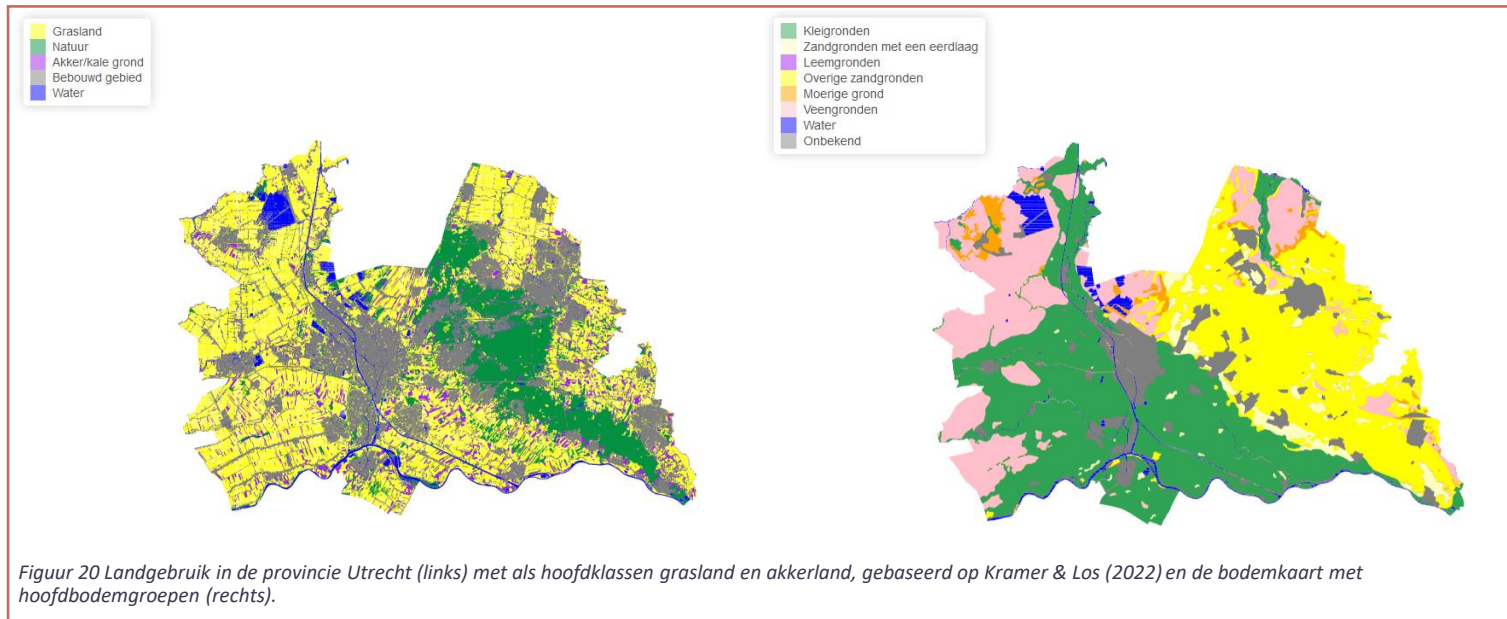 Grasland
Natuur
Akker/kale grond
Bebouwd gebied
Water
Kleigronden
Zandgronden met een eerdlaag
Leemgronden
Overige zandgronden
Moerige grond
Veengronden
Water
Onbekend
Figuur 20 Landgebruik in de provincie Utrecht (links) met als hoofdklassen grasland en akkerland, gebaseerd op Kramer & Los (2022) en de bodemkaart met
hoofdbodemgroepen (rechts).